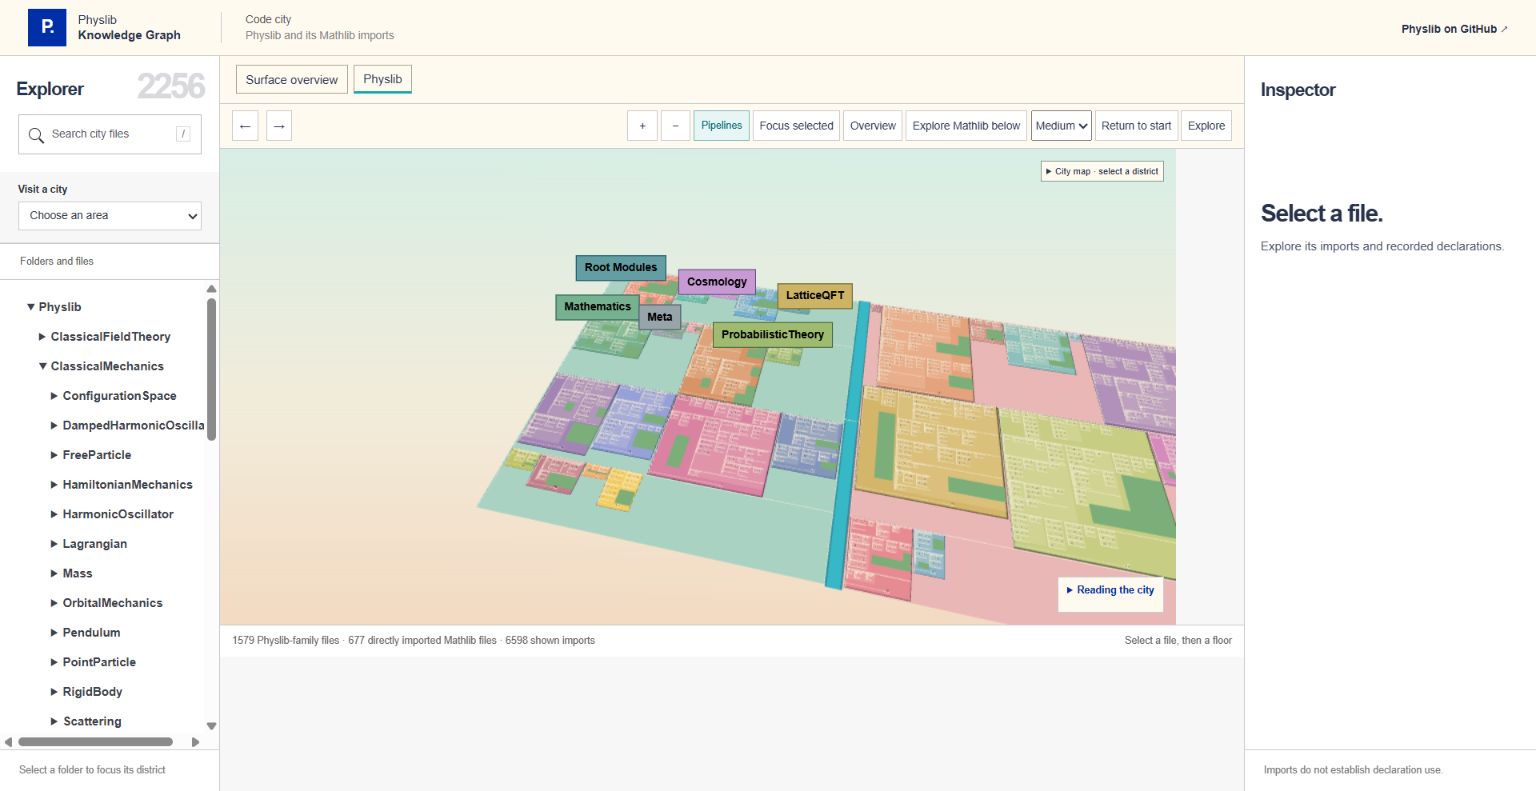 P.
Physlib
Knowledge Graph
Code city
Physlib and its Mathlib imports
Physlib on GitHub ↗
Explorer
2256
Search city files
/
Visit a city
Choose an area
Folders and files
▼ Physlib
▶ ClassicalFieldTheory
▼ ClassicalMechanics
▶ ConfigurationSpace
▶ DampedHarmonicOscilla
▶ FreeParticle
▶ HamiltonianMechanics
▶ HarmonicOscillator
▶ Lagrangian
▶ Mass
▶ OrbitalMechanics
▶ Pendulum
▶ PointParticle
▶ RigidBody
▶ Scattering
Select a folder to focus its district
Surface overview
Physlib
← →
+ − Pipelines Focus selected Overview Explore Mathlib below Medium Return to start Explore
▶ City map · select a district
Root Modules
Cosmology
LatticeQFT
Mathematics
Meta
ProbabilisticTheory
▶ Reading the city
1579 Physlib-family files · 677 directly imported Mathlib files · 6598 shown imports
Select a file, then a floor
Inspector
Select a file.
Explore its imports and recorded declarations.
Imports do not establish declaration use.